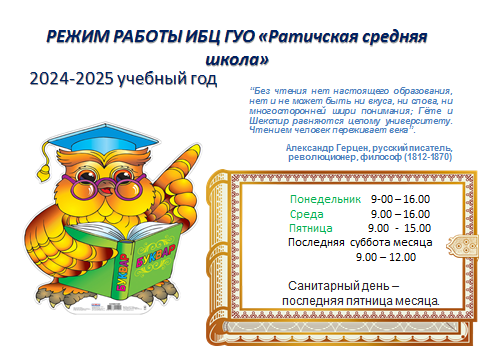 РЕЖИМ РАБОТЫ ИБЦ ГУО «Ратичская средняя
школа»
2024-2025 учебный год
“Без чтения нет настоящего образования,
нет и не может быть ни вкуса, ни слова, ни
многосторонней шири понимания; Гёте и
Шекспир равняются целому университету.
Чтением человек переживает века”.
Александр Герцен, русский писатель,
революционер, философ (1812-1870)
Понедельник 9-00 – 16.00
Среда 9.00 – 16.00
Пятница 9.00 - 15.00
Последняя суббота месяца
9.00 – 12.00
Санитарный день –
последняя пятница месяца.
БУКВАР
БУКВАР